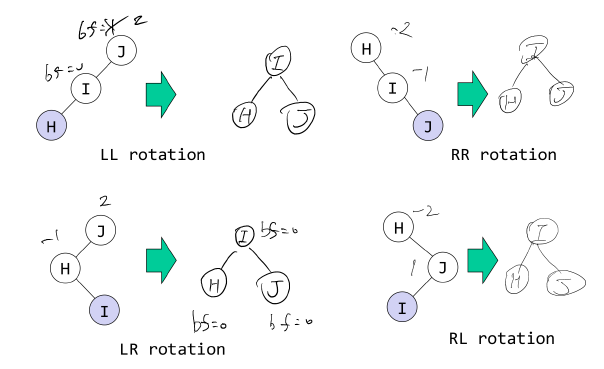 bf=1 2
J
bf=0
I
H
I
H J
LL rotation
-2
H
-1
I
J
I
H J
RR rotation
2
J
-1
H
I
I bf=0
H J
bf=0 bf=0
LR rotation
-2
H
1
J
I
I
H J
RL rotation